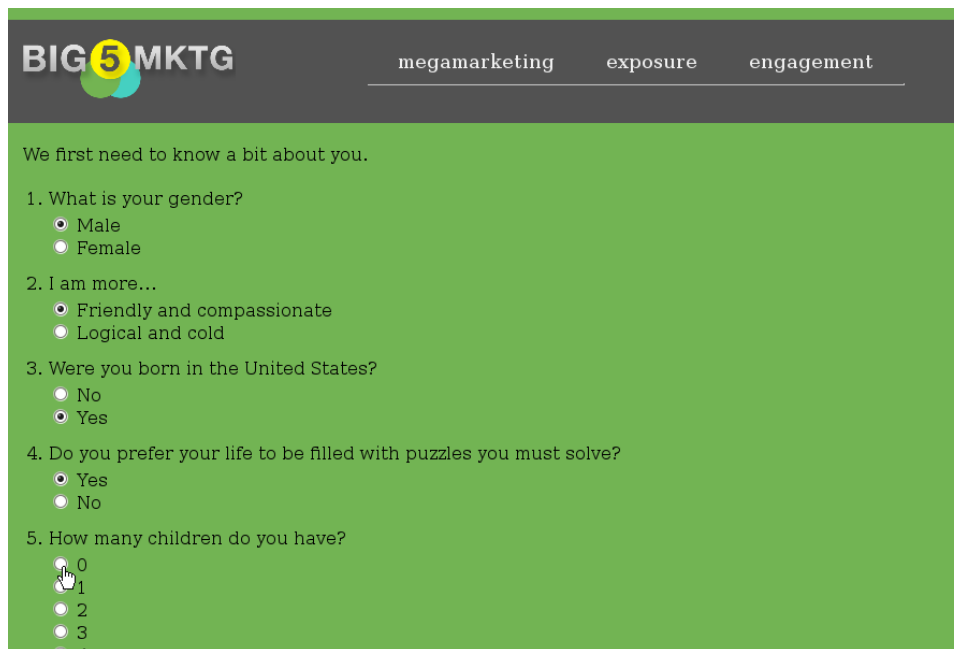 BIG 5 MKTG
megamarketing exposure engagement
We first need to know a bit about you.
1. What is your gender?
Male
Female
2. I am more...
Friendly and compassionate
Logical and cold
3. Were you born in the United States?
No
Yes
4. Do you prefer your life to be filled with puzzles you must solve?
Yes
No
5. How many children do you have?
0
1
2
3